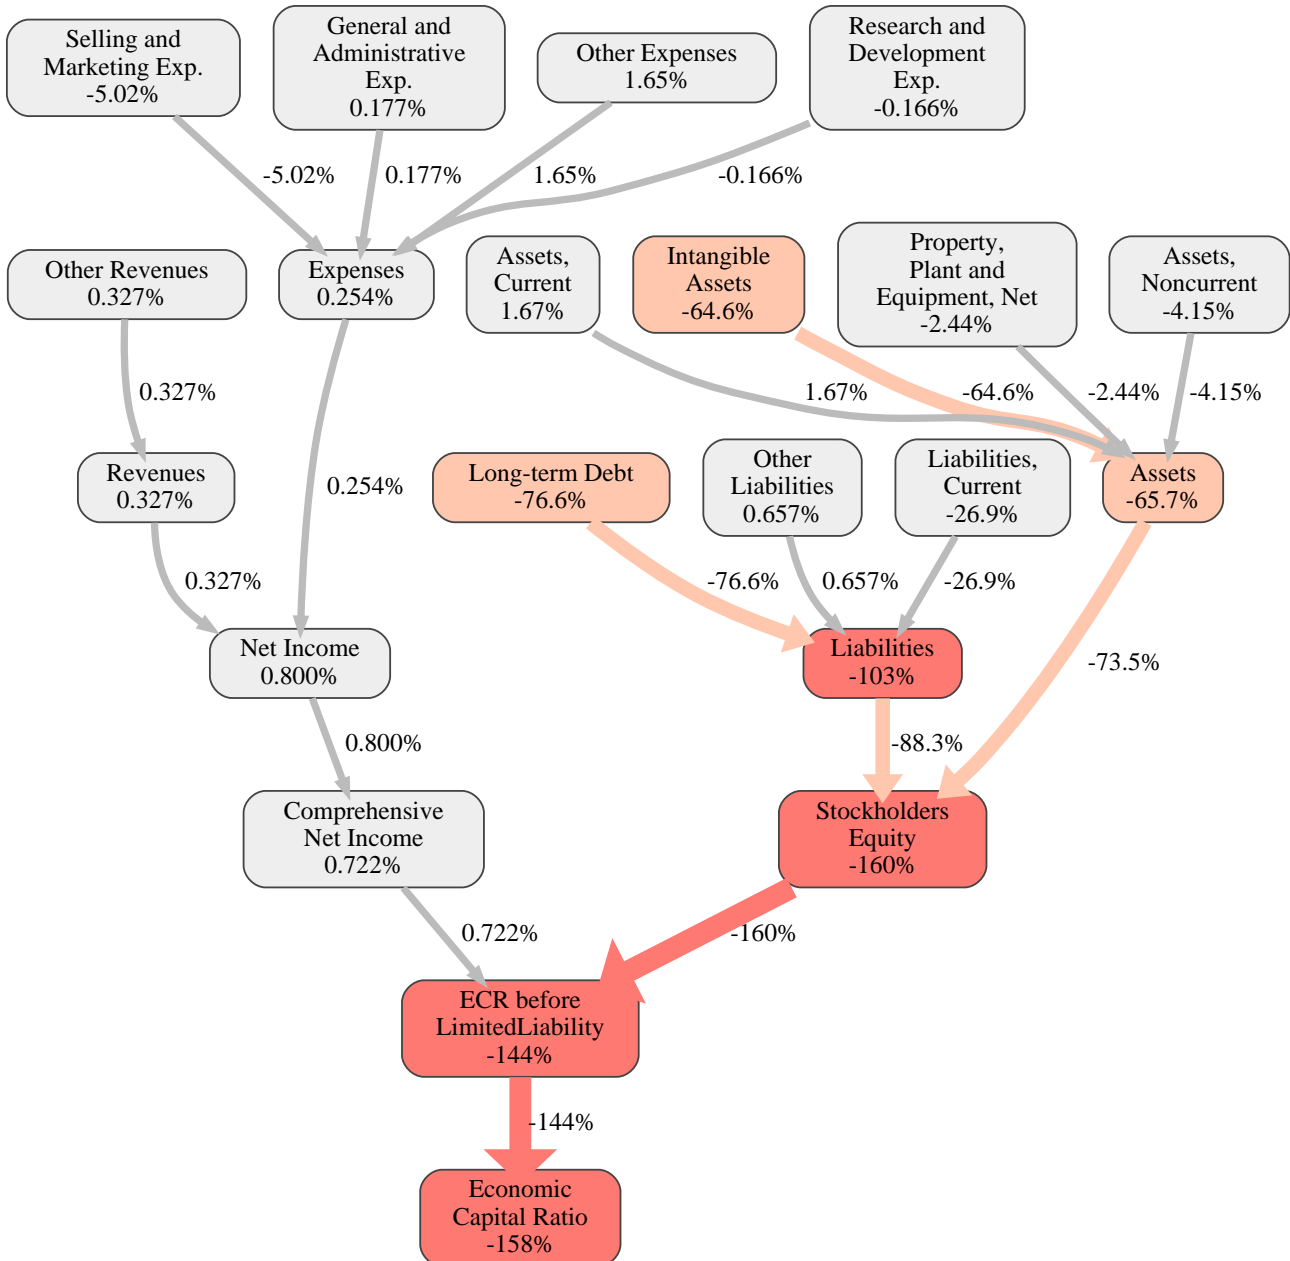 Selling and
Marketing Exp.
-5.02%
General and
Administrative
Exp.
0.177%
Other Expenses
1.65%
Research and
Development
Exp.
-0.166%
-5.02%
0.177%
1.65%
-0.166%
Other Revenues
0.327%
Expenses
0.254%
Assets,
Current
1.67%
Intangible
Assets
-64.6%
Property,
Plant and
Equipment, Net
-2.44%
Assets,
Noncurrent
-4.15%
0.327%
1.67%
-64.6%
-2.44%
-4.15%
Revenues
0.327%
0.254%
Long-term Debt
-76.6%
Other
Liabilities
0.657%
Liabilities,
Current
-26.9%
Assets
-65.7%
0.327%
-76.6%
0.657%
-26.9%
-73.5%
Net Income
0.800%
Liabilities
-103%
0.800%
-88.3%
Comprehensive
Net Income
0.722%
Stockholders
Equity
-160%
0.722%
-160%
ECR before
LimitedLiability
-144%
-144%
Economic
Capital Ratio
-158%